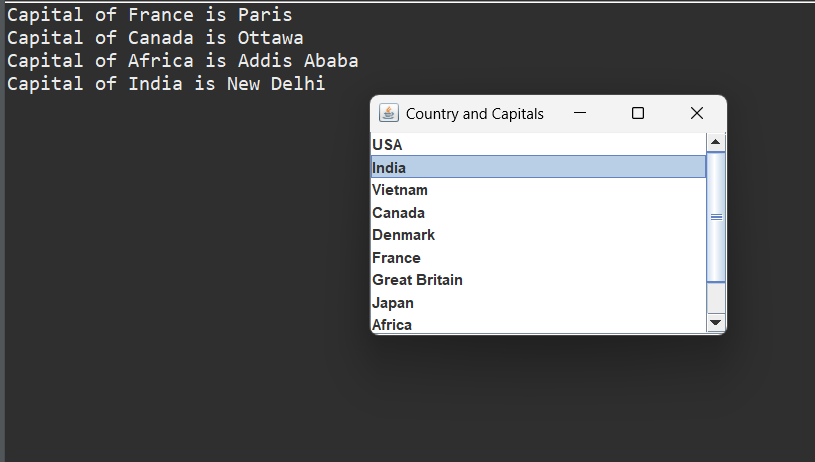 Capital of France is Paris
Capital of Canada is Ottawa
Capital of Africa is Addis Ababa
Capital of India is New Delhi
Country and Capitals
USA
India
Vietnam
Canada
Denmark
France
Great Britain
Japan
Africa